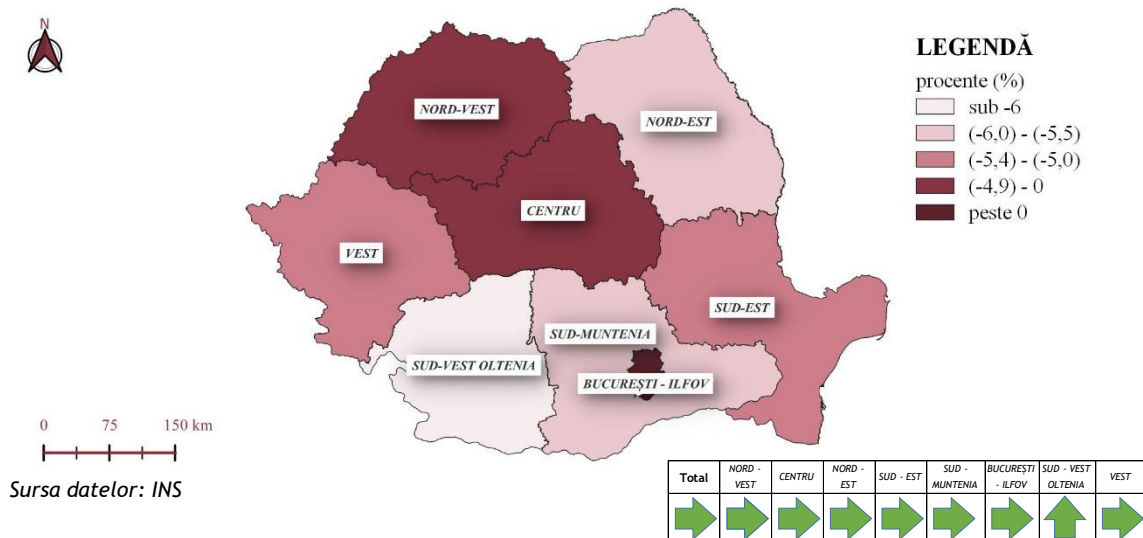 N
LEGENDĂ
procente (%)
sub -6
(-6,0) - (-5,5)
(-5,4) - (-5,0)
(-4,9) - 0
peste 0
NORD-VEST
NORD-EST
CENTRU
VEST
SUD-EST
SUD-MUNTENIA
SUD-VEST OLTENIA
BUCUREȘTI - ILFOV
0 75 150 km
Sursa datelor: INS
Total NORD - VEST CENTRU NORD - EST SUD - EST SUD - MUNTENIA BUCUREȘTI - ILFOV SUD - VEST OLTENIA VEST